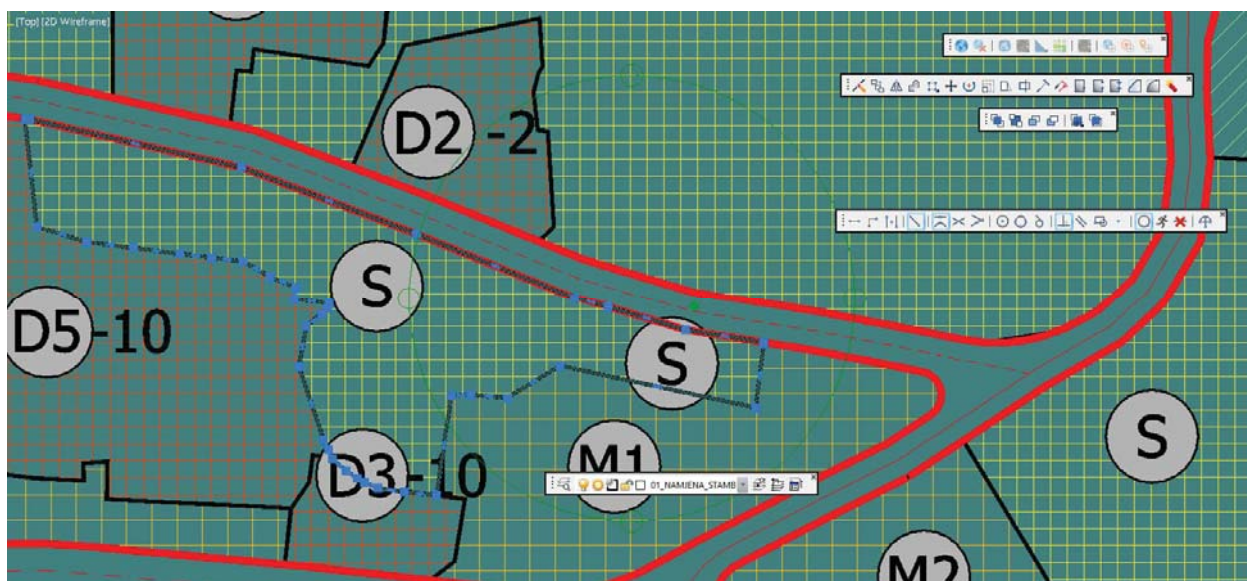 [Top] [2D Wireframe]
D2 -2
S
D5-10
S
S
D3-10
M1
01_NAMJENA_STAMB
M2